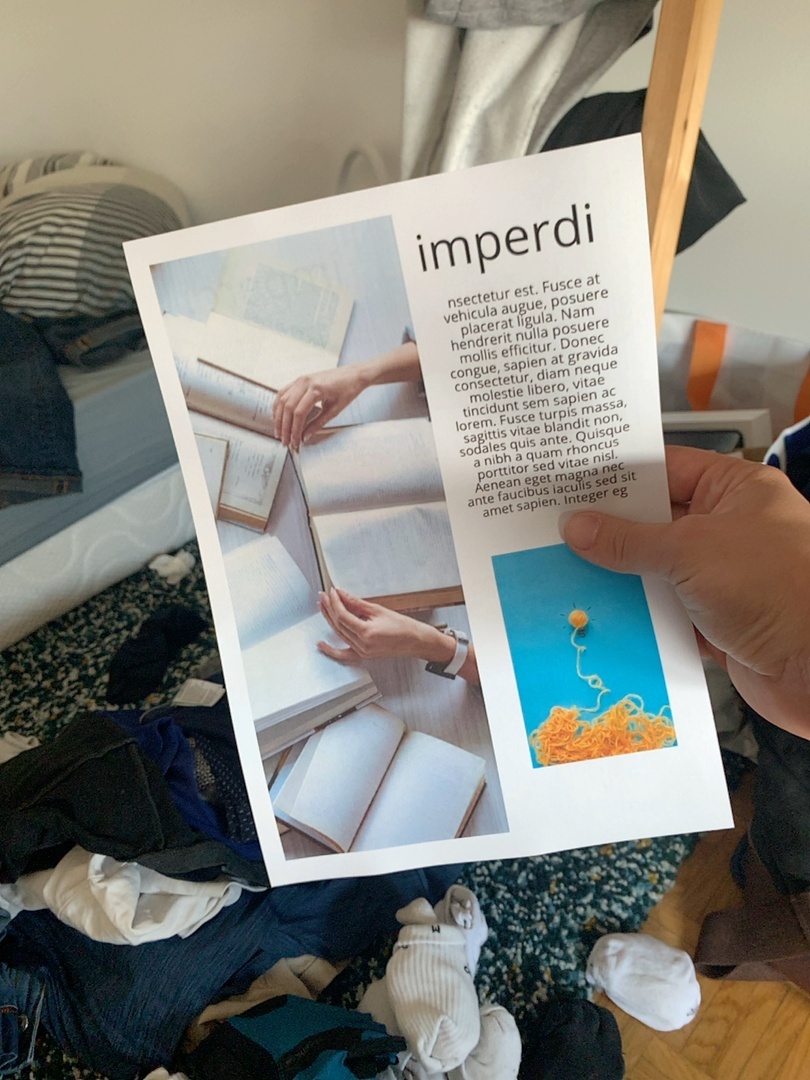 imperdi
nsectetur est. Fusce at
vehicula augue, posuere
placerat ligula. Nam
hendrerit nulla posuere
mollis efficitur. Donec
congue, sapien at gravida
consectetur, diam neque
molestie libero, vitae
tincidunt sem sapien ac
lorem. Fusce turpis massa,
sagittis vitae blandit non,
sodales quis ante. Quisque
a nibh a quam rhoncus
porttitor sed vitae nisl.
Aenean eget magna nec
ante faucibus iaculis sed sit
amet sapien. Integer eg